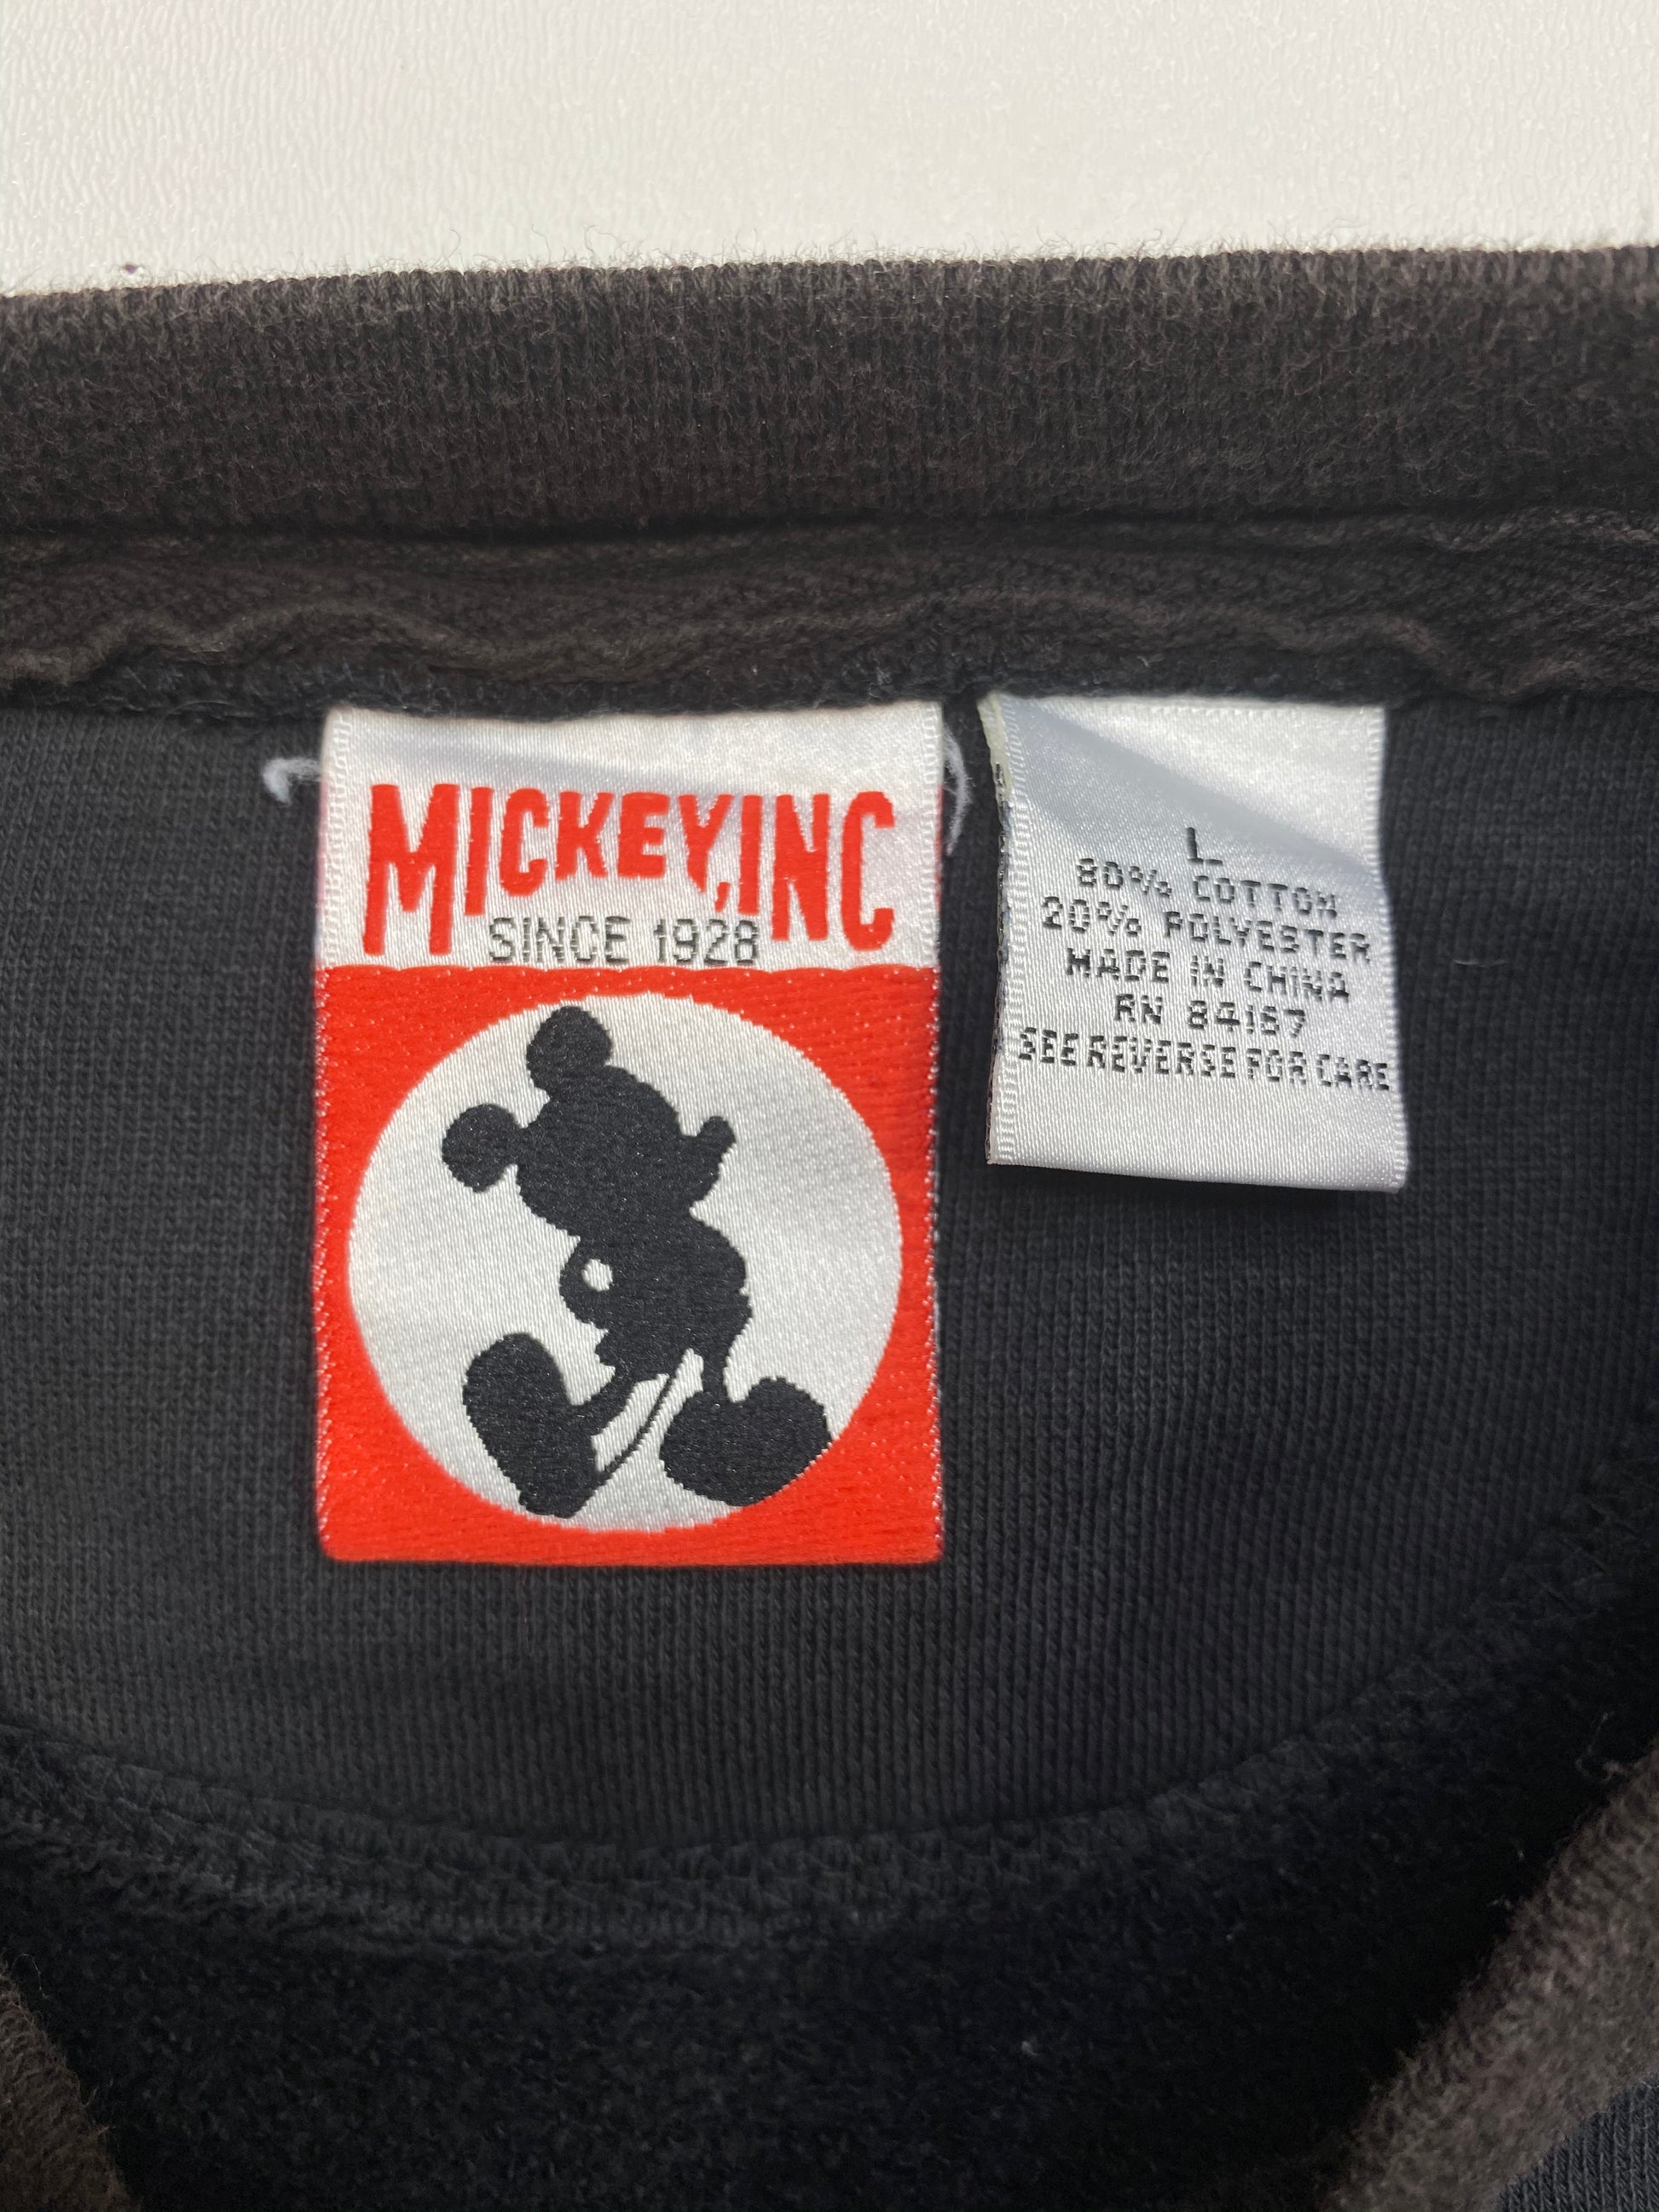 MICKEY, INC
SINCE 1928
L
80% COTTON
20% POLYESTER
MADE IN CHINA
RN 84167
SEE REVERSE FOR CARE